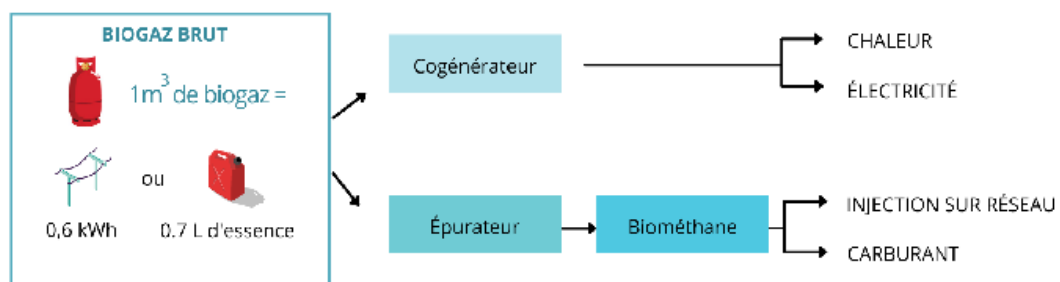 BIOGAZ BRUT
1m³ de biogaz =
ou
0,6 kWh
0.7 L d'essence
Cogénérateur
CHALEUR
ÉLECTRICITÉ
Épurateur
Biométhane
INJECTION SUR RÉSEAU
CARBURANT